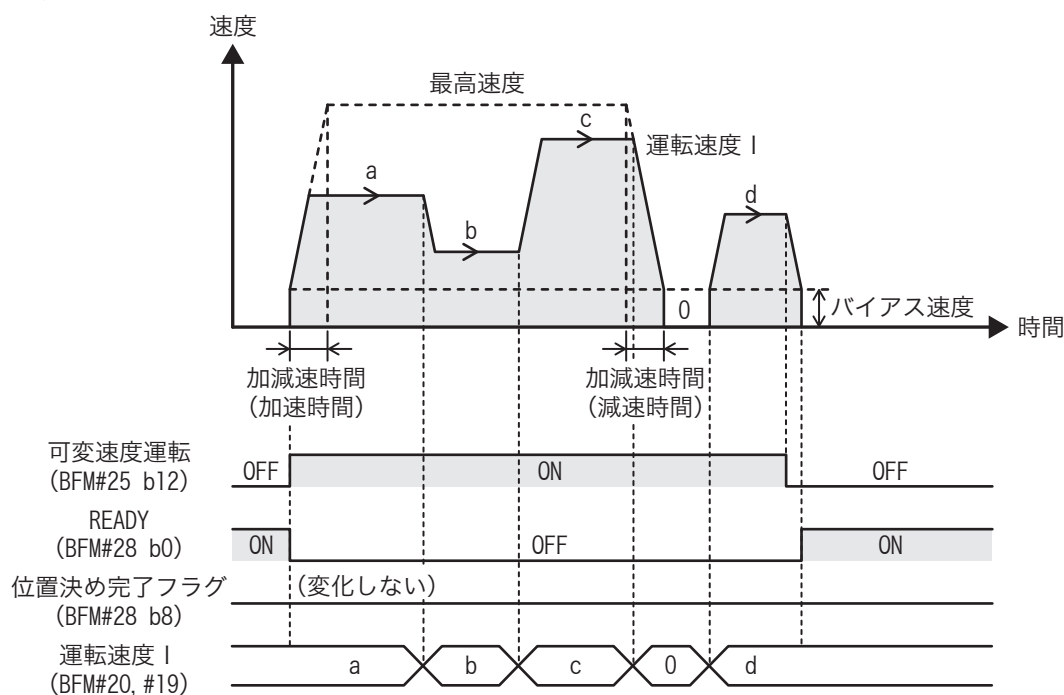 速度
最高速度
c
運転速度Ⅰ
a
d
b
0
バイアス速度
時間
加減速時間
(加速時間)
加減速時間
(減速時間)
可変速度運転
(BFM#25 b12)
OFF
ON
OFF
READY
(BFM#28 b0)
ON
OFF
ON
位置決め完了フラグ
(BFM#28 b8)
(変化しない)
運転速度Ⅰ
(BFM#20, #19)
a
b
c
0
d